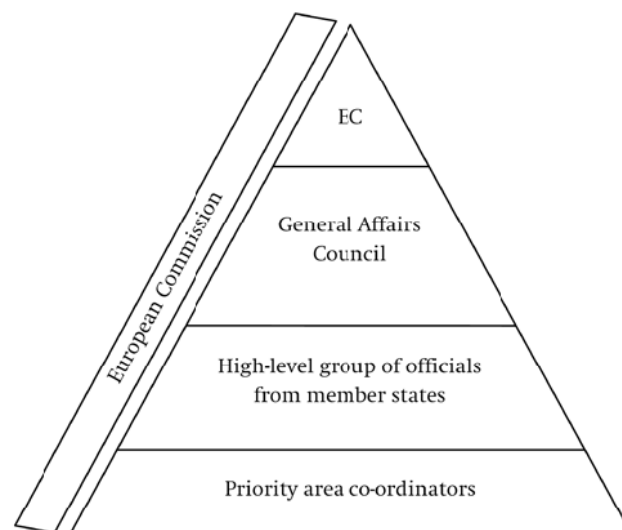 European Commission
EC
General Affairs
Council
High-level group of officials
from member states
Priority area co-ordinators